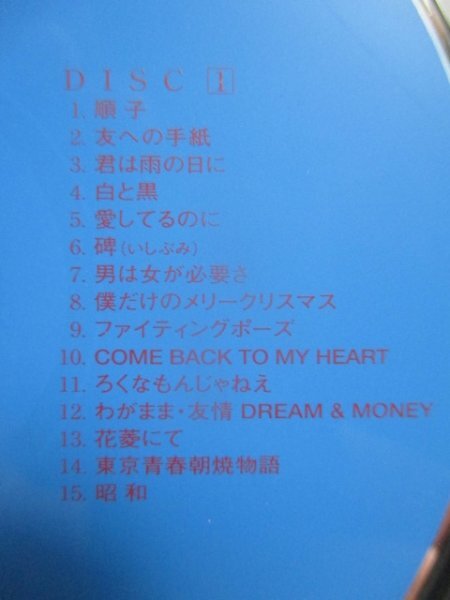 DISC 1
1. 順子
2. 友への手紙
3. 君は雨の日に
4. 白と黒
5. 愛してるのに
6. 碑(いしぶみ)
7. 男は女が必要さ
8. 僕だけのメリークリスマス
9. ファイティングポーズ
10. COME BACK TO MY HEART
11. ろくなもんじゃねえ
12. わがまま・友情 DREAM & MONEY
13. 花菱にて
14. 東京青春朝焼物語
15. 昭和